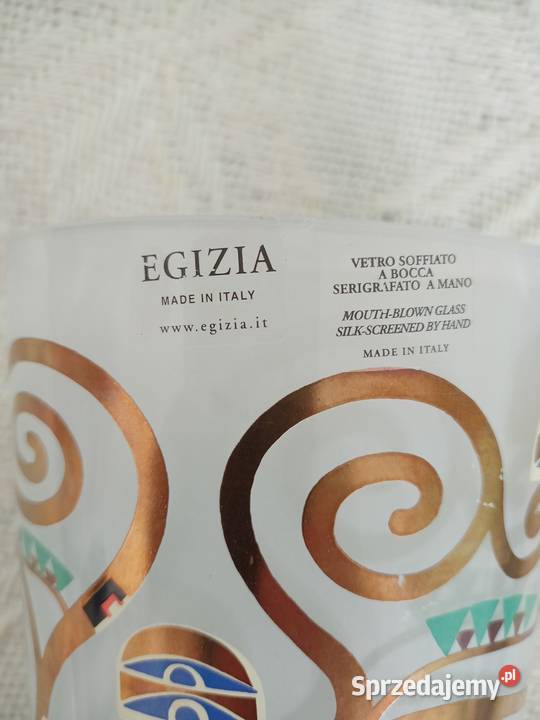 EGIZIA
MADE IN ITALY
www.egizia.it
VETRO SOFFIATO
A BOCCA
SERIGRAFATO A MANO
MOUTH-BLOWN GLASS
SILK-SCREENED BY HAND
MADE IN ITALY
Sprzedajemy.pl